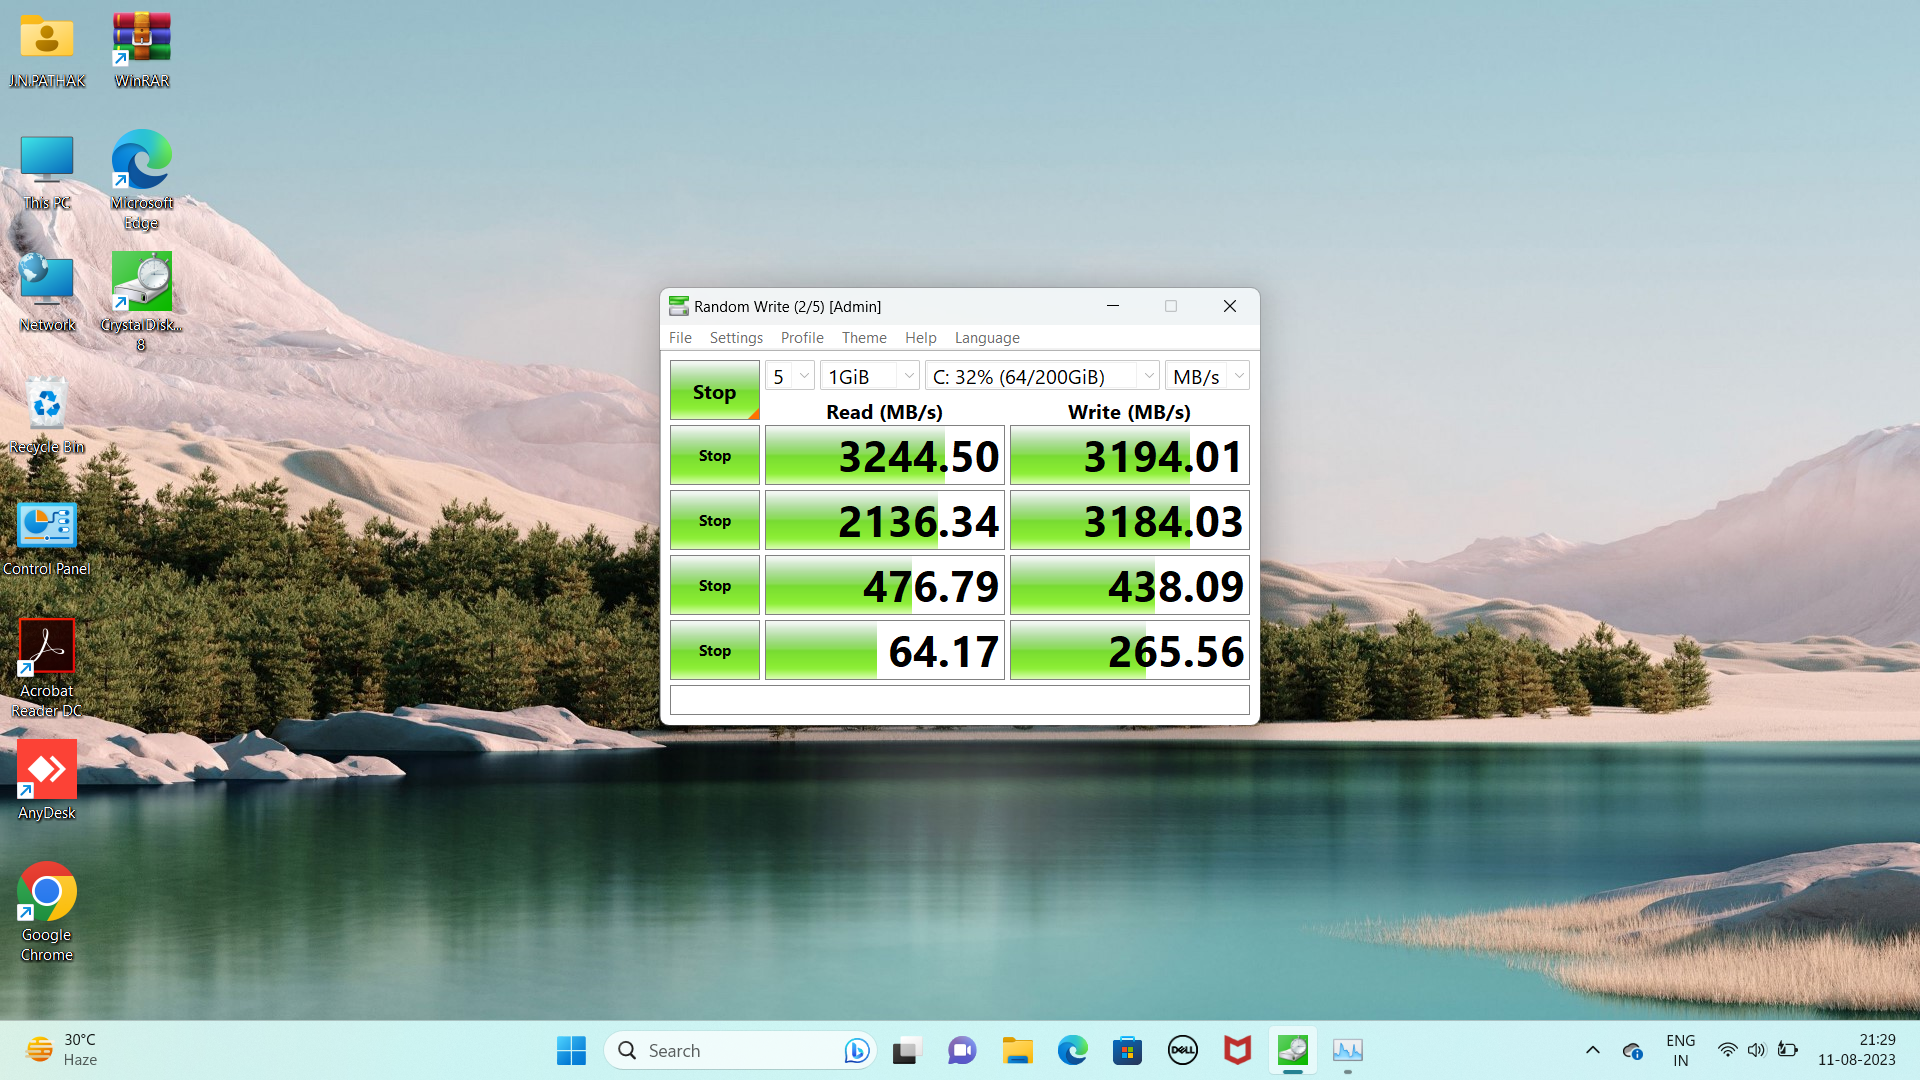 J.N.PATHAK
WinRAR
This PC
Microsoft
Edge
Network
CrystalDisk...
8
Recycle Bin
Control Panel
Acrobat
Reader DC
AnyDesk
Google
Chrome
Random Write (2/5) [Admin]
File Settings Profile Theme Help Language
Stop
5 1GiB C: 32% (64/200GiB) MB/s
Read (MB/s) Write (MB/s)
Stop 3244.50 3194.01
Stop 2136.34 3184.03
Stop 476.79 438.09
Stop 64.17 265.56
30°C
Haze
Search
DELL
ENG
IN
21:29
11-08-2023